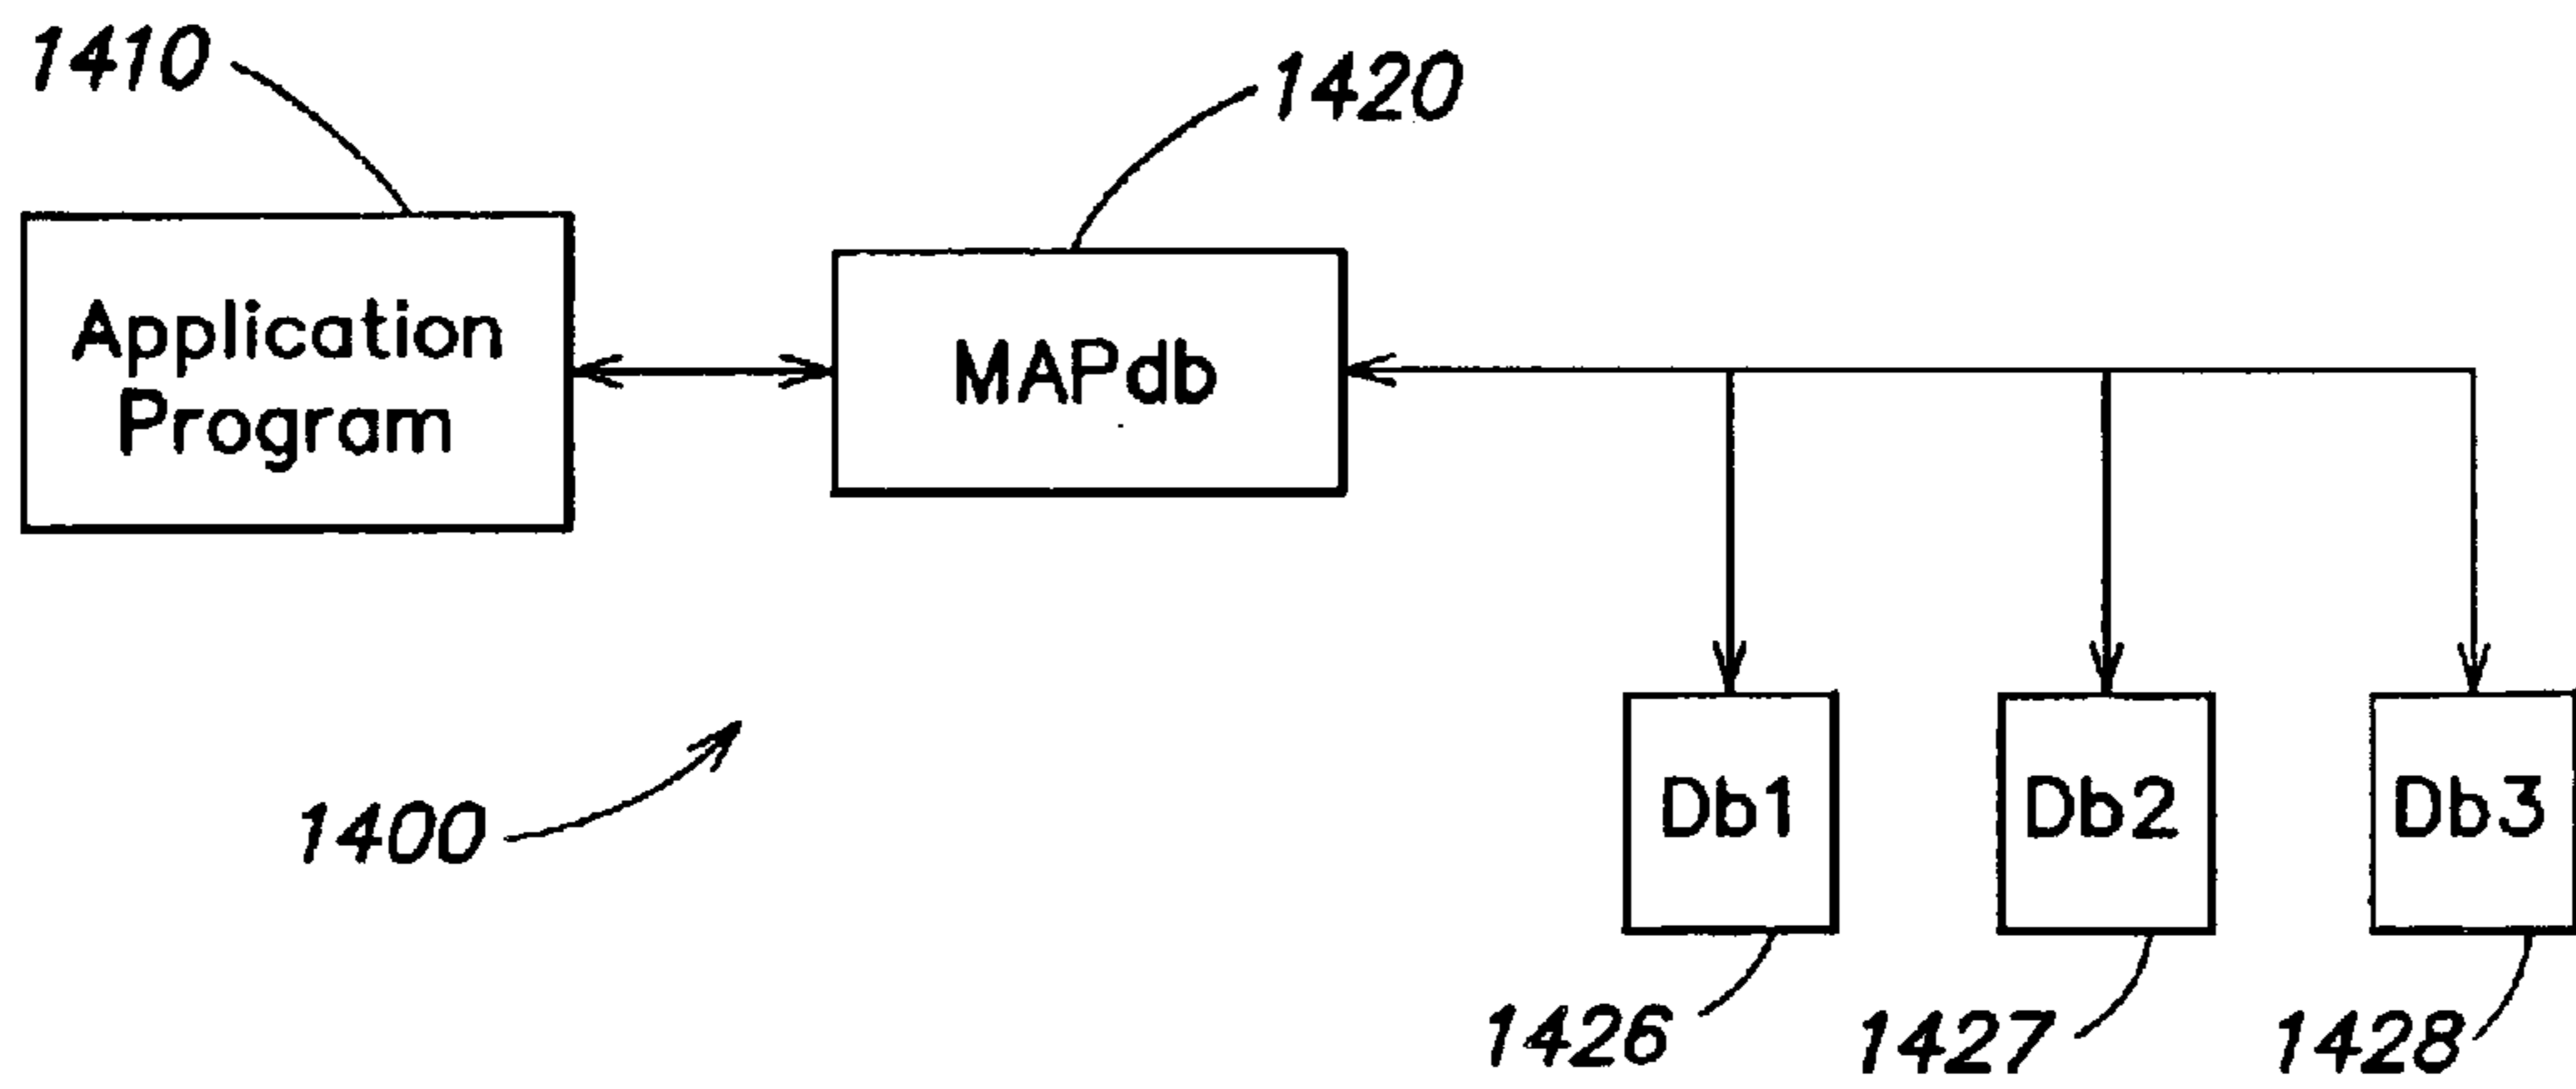 1410
1420
Application
Program
MAPdb
1400
Db1
Db2
Db3
1426
1427
1428